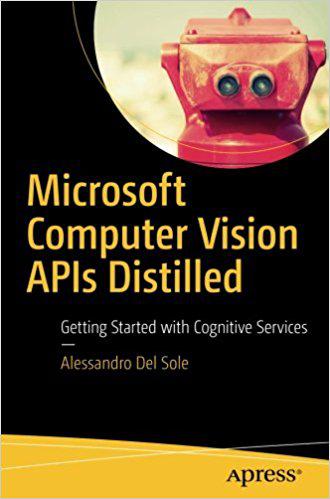 Microsoft
Computer Vision
APIs Distilled
Getting Started with Cognitive Services
—
Alessandro Del Sole
Apress®